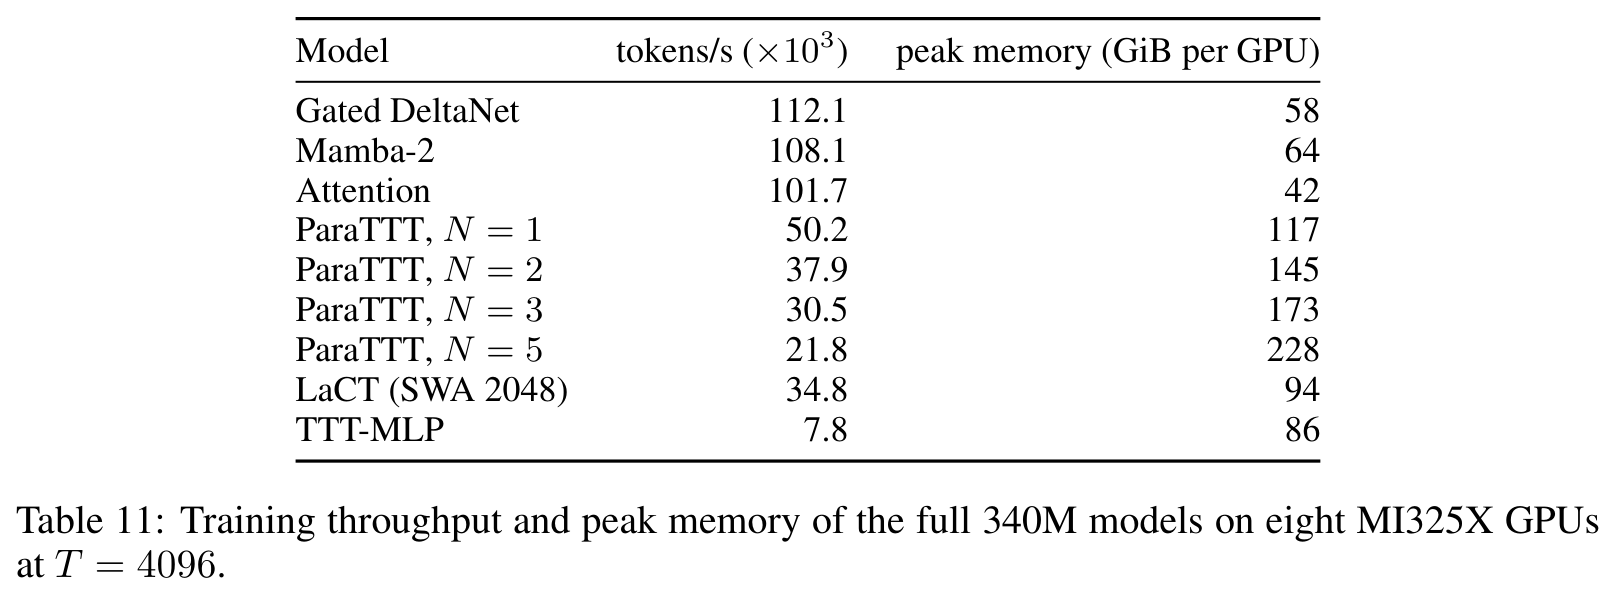 Model tokens/s (×10³) peak memory (GiB per GPU)
Gated DeltaNet 112.1 58
Mamba-2 108.1 64
Attention 101.7 42
ParaTTT, N = 1 50.2 117
ParaTTT, N = 2 37.9 145
ParaTTT, N = 3 30.5 173
ParaTTT, N = 5 21.8 228
LaCT (SWA 2048) 34.8 94
TTT-MLP 7.8 86
Table 11: Training throughput and peak memory of the full 340M models on eight MI325X GPUs
at T = 4096.